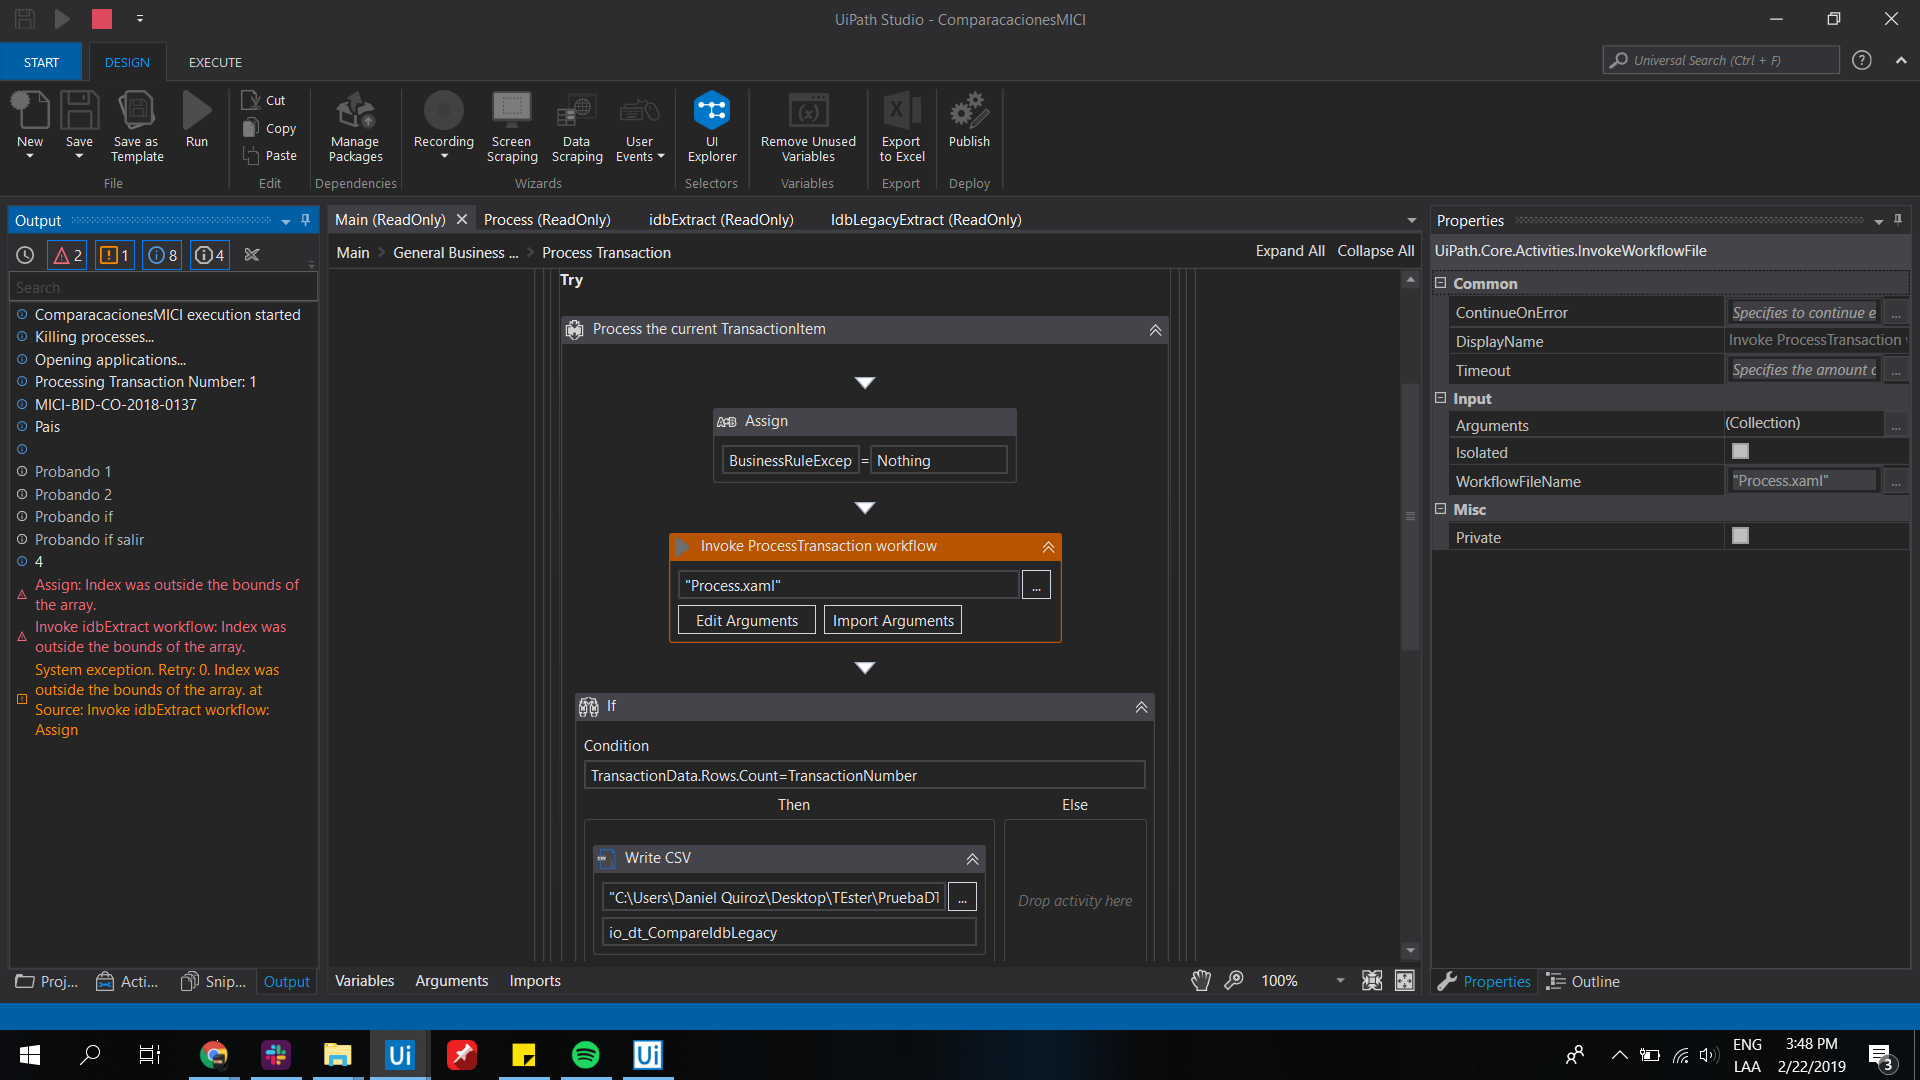 UiPath Studio - ComparacacionesMICI
START
DESIGN
EXECUTE
Universal Search (Ctrl + F)
New
Save
Save as
Template
Run
File
Cut
Copy
Paste
Edit
Manage
Packages
Dependencies
Recording
Screen
Scraping
Data
Scraping
User
Events
Wizards
UI
Explorer
Selectors
Remove Unused
Variables
Variables
Export
to Excel
Export
Publish
Deploy
Output
2
1
8
4
Search
ComparacacionesMICI execution started
Killing processes...
Opening applications...
Processing Transaction Number: 1
MICI-BID-CO-2018-0137
Pais
Probando 1
Probando 2
Probando if
Probando if salir
4
Assign: Index was outside the bounds of
the array.
Invoke idbExtract workflow: Index was
outside the bounds of the array.
System exception. Retry: 0. Index was
outside the bounds of the array. at
Source: Invoke idbExtract workflow:
Assign
Proj...
Acti...
Snip...
Output
Main (ReadOnly)
Process (ReadOnly)
idbExtract (ReadOnly)
IdbLegacyExtract (ReadOnly)
Main > General Business ... > Process Transaction
Expand All
Collapse All
Try
Process the current TransactionItem
A=B Assign
BusinessRuleExcep = Nothing
Invoke ProcessTransaction workflow
"Process.xaml"
...
Edit Arguments
Import Arguments
If
Condition
TransactionData.Rows.Count=TransactionNumber
Then
Else
Write CSV
"C:\Users\Daniel Quiroz\Desktop\TEster\PruebaDT
...
io_dt_CompareIdbLegacy
Drop activity here
Variables
Arguments
Imports
100%
Properties
UiPath.Core.Activities.InvokeWorkflowFile
Common
ContinueOnError
Specifies to continue e
...
DisplayName
Invoke ProcessTransaction
Timeout
Specifies the amount c
...
Input
Arguments
(Collection)
...
Isolated
WorkflowFileName
"Process.xaml"
...
Misc
Private
Properties
Outline
Ui
Ui
ENG
LAA
3:48 PM
2/22/2019
3